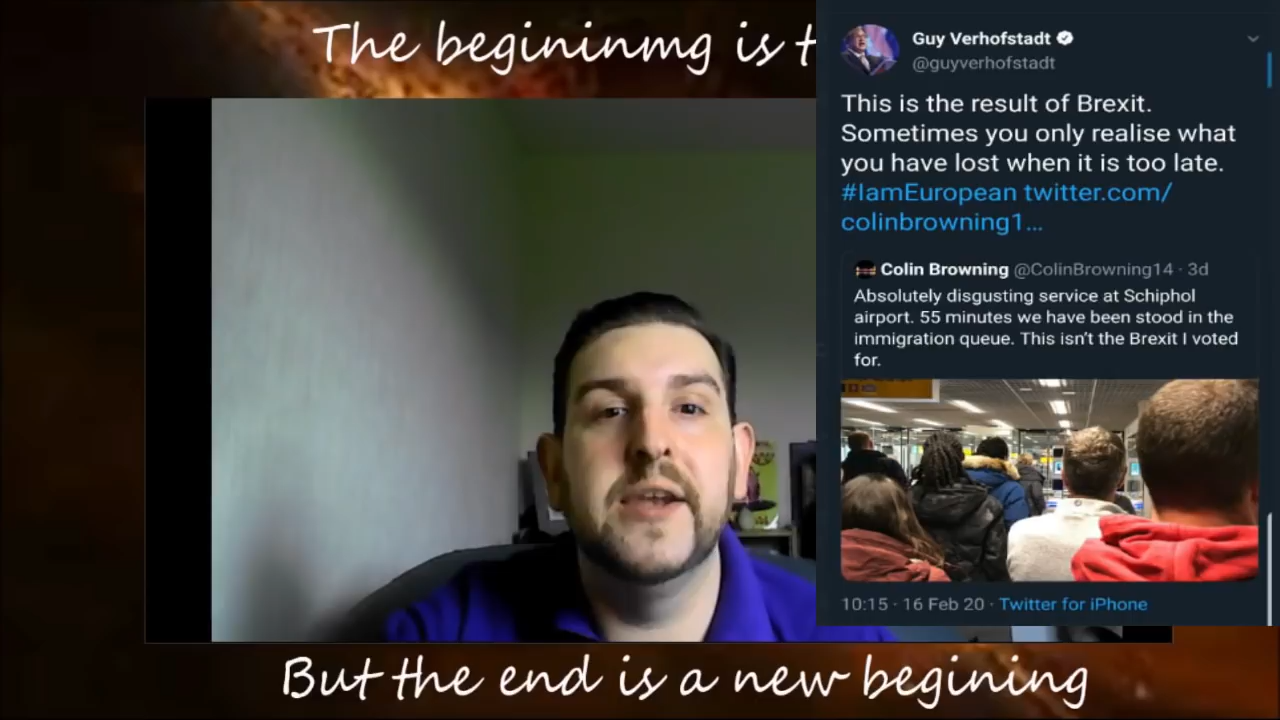 The begininmg is t
Guy Verhofstadt
@guyverhofstadt
This is the result of Brexit.
Sometimes you only realise what
you have lost when it is too late.
#IamEuropean twitter.com/
colinbrowning1...
Colin Browning @ColinBrowning14 · 3d
Absolutely disgusting service at Schiphol
airport. 55 minutes we have been stood in the
immigration queue. This isn't the Brexit I voted
for.
10:15 · 16 Feb 20 · Twitter for iPhone
But the end is a new begining